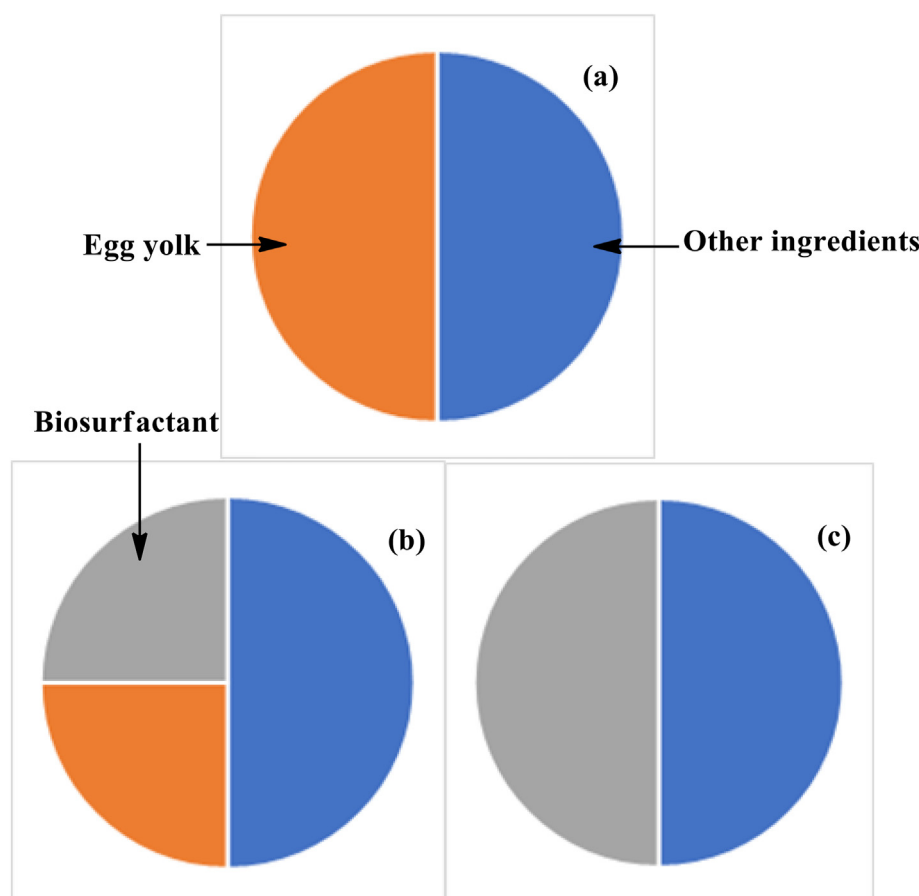 (a)
Egg yolk
Other ingredients
Biosurfactant
(b)
(c)